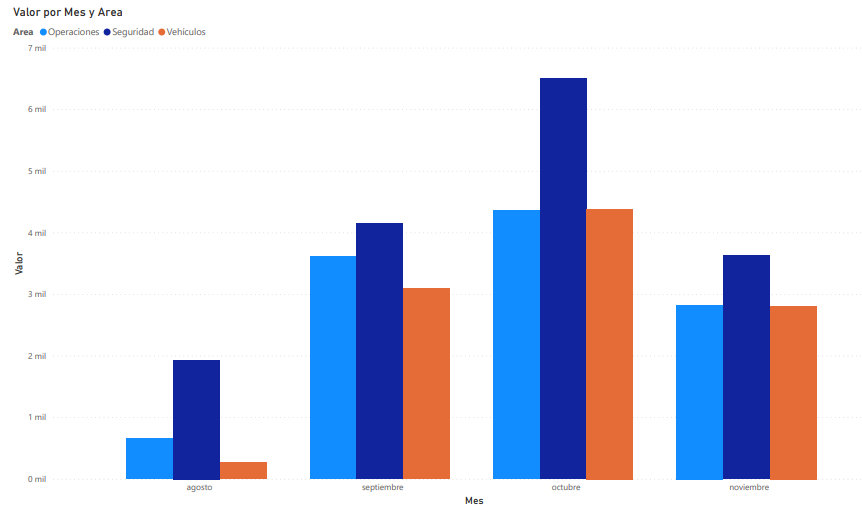 Valor por Mes y Area
Area Operaciones Seguridad Vehículos
7 mil
6 mil
5 mil
4 mil
3 mil
2 mil
1 mil
0 mil
Valor
agosto septiembre octubre noviembre
Mes